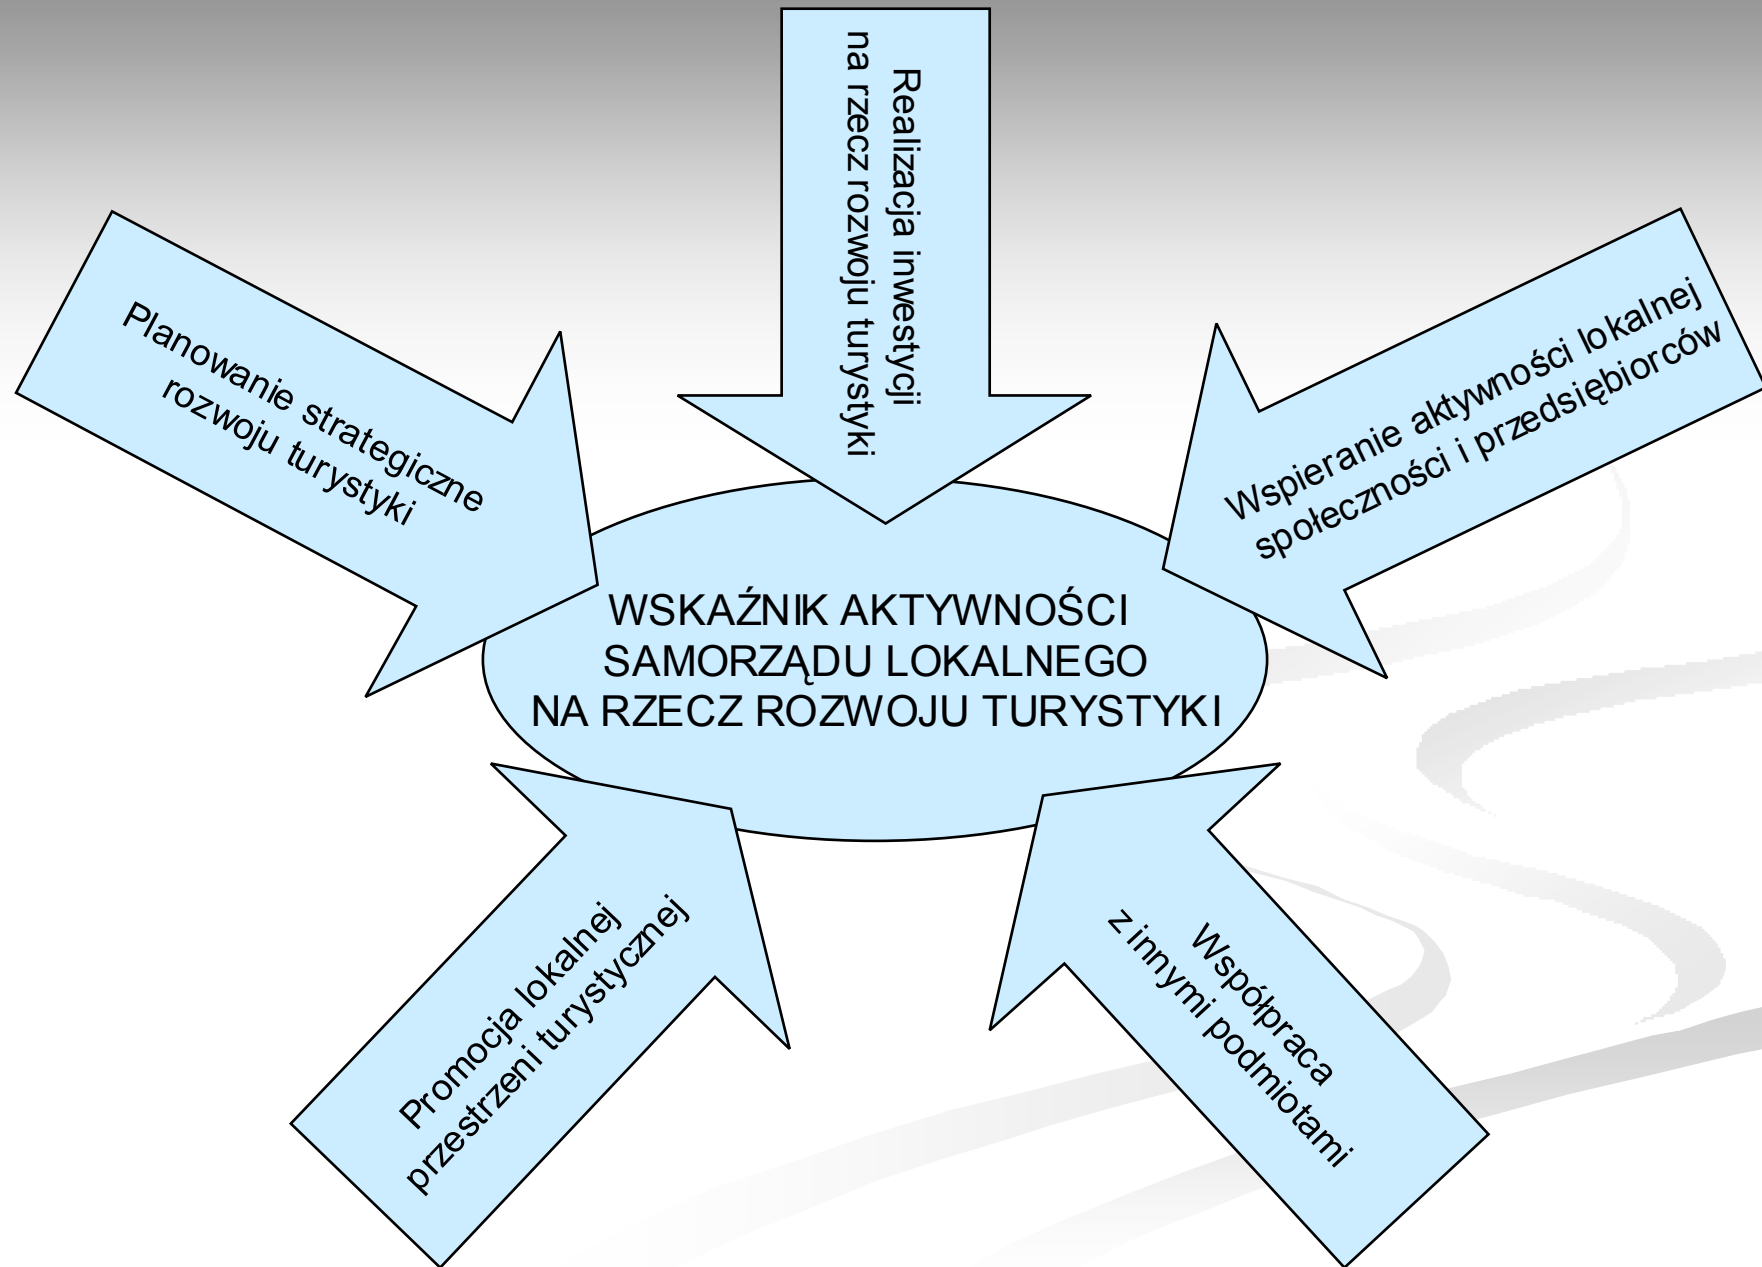 Realizacja inwestycji
na rzecz rozwoju turystyki
Planowanie strategiczne
rozwoju turystyki
Wspieranie aktywności lokalnej
społeczności i przedsiębiorców
WSKAŹNIK AKTYWNOŚCI
SAMORZĄDU LOKALNEGO
NA RZECZ ROZWOJU TURYSTYKI
Promocja lokalnej
przestrzeni turystycznej
Współpraca
z innymi podmiotami